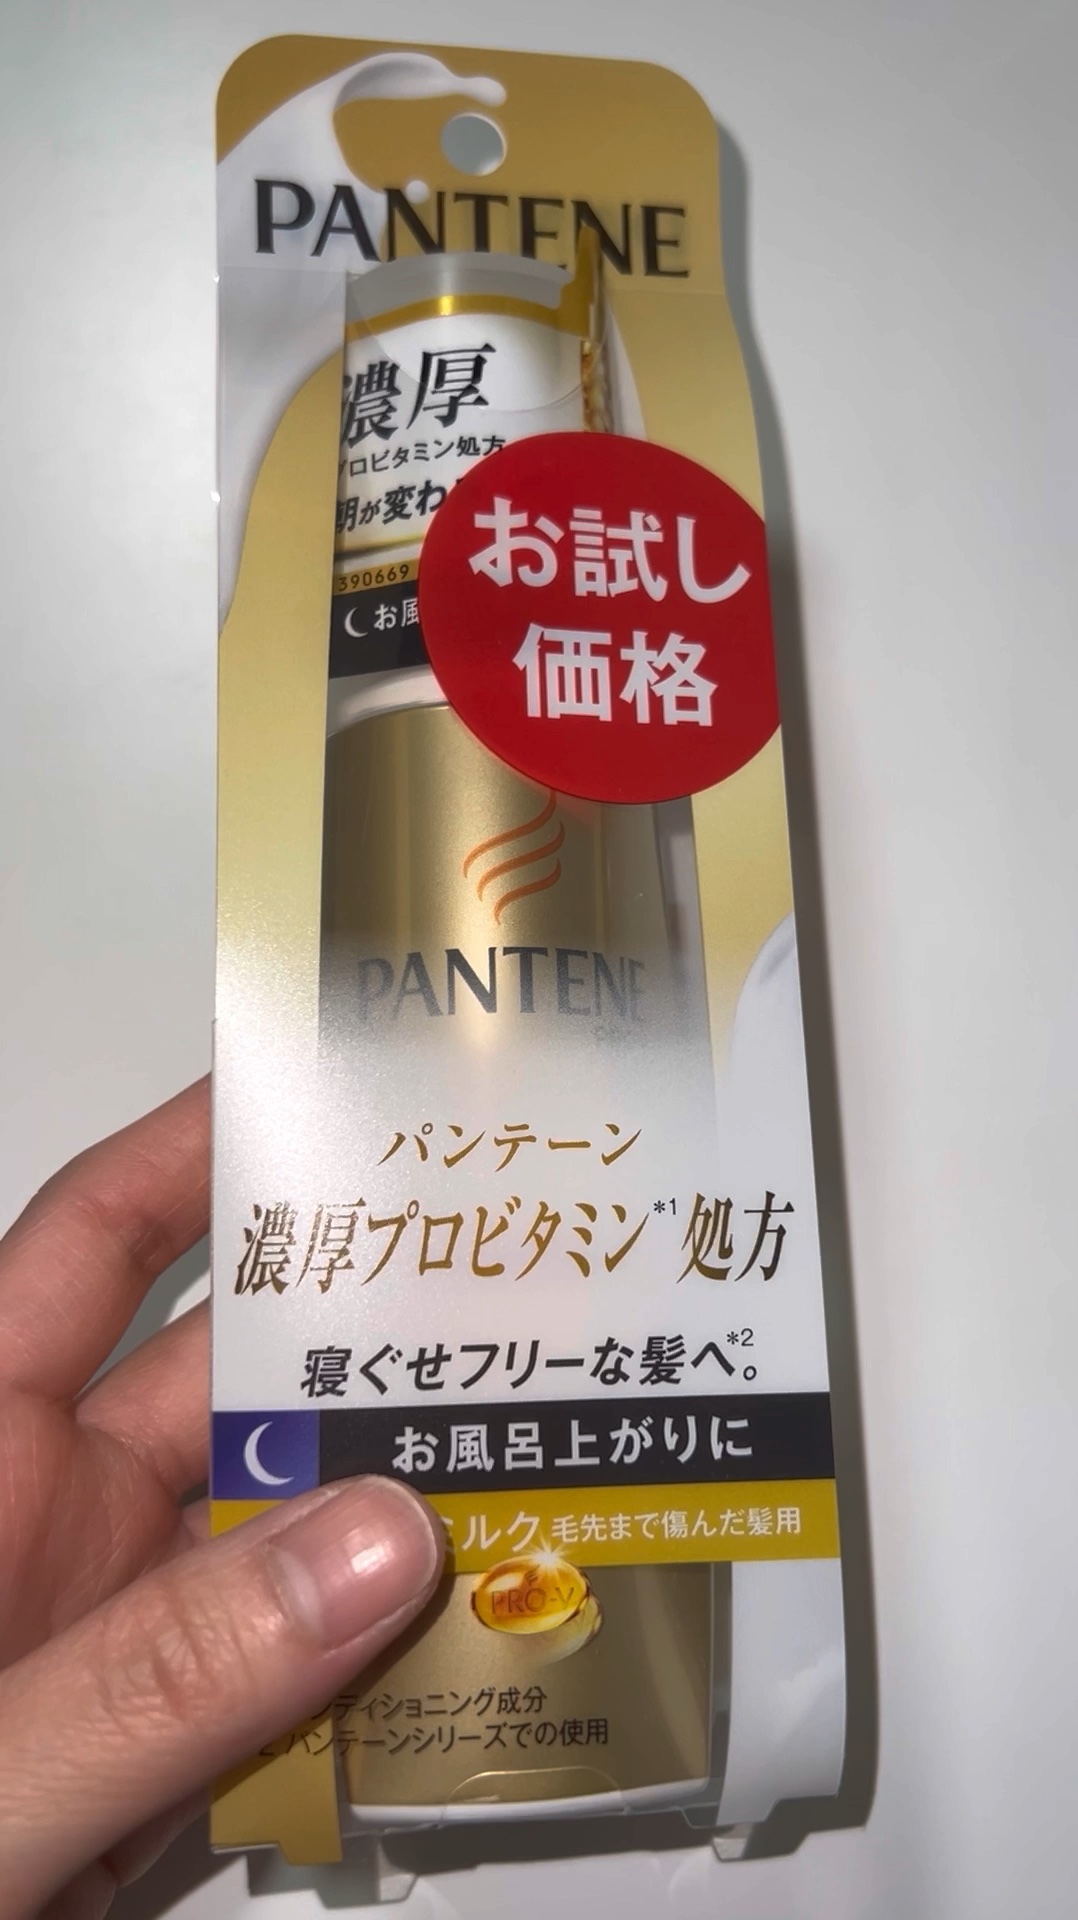 PANTENE
濃厚
プロビタミン処方
朝が変わ
390669
お風
お試し
価格
PANTENE
パンテーン
濃厚プロビタミン*1処方
寝ぐせフリーな髪へ*2。
お風呂上がりに
ミルク 毛先まで傷んだ髪用
PRO-V
ンディショニング成分
2 パンテーンシリーズでの使用